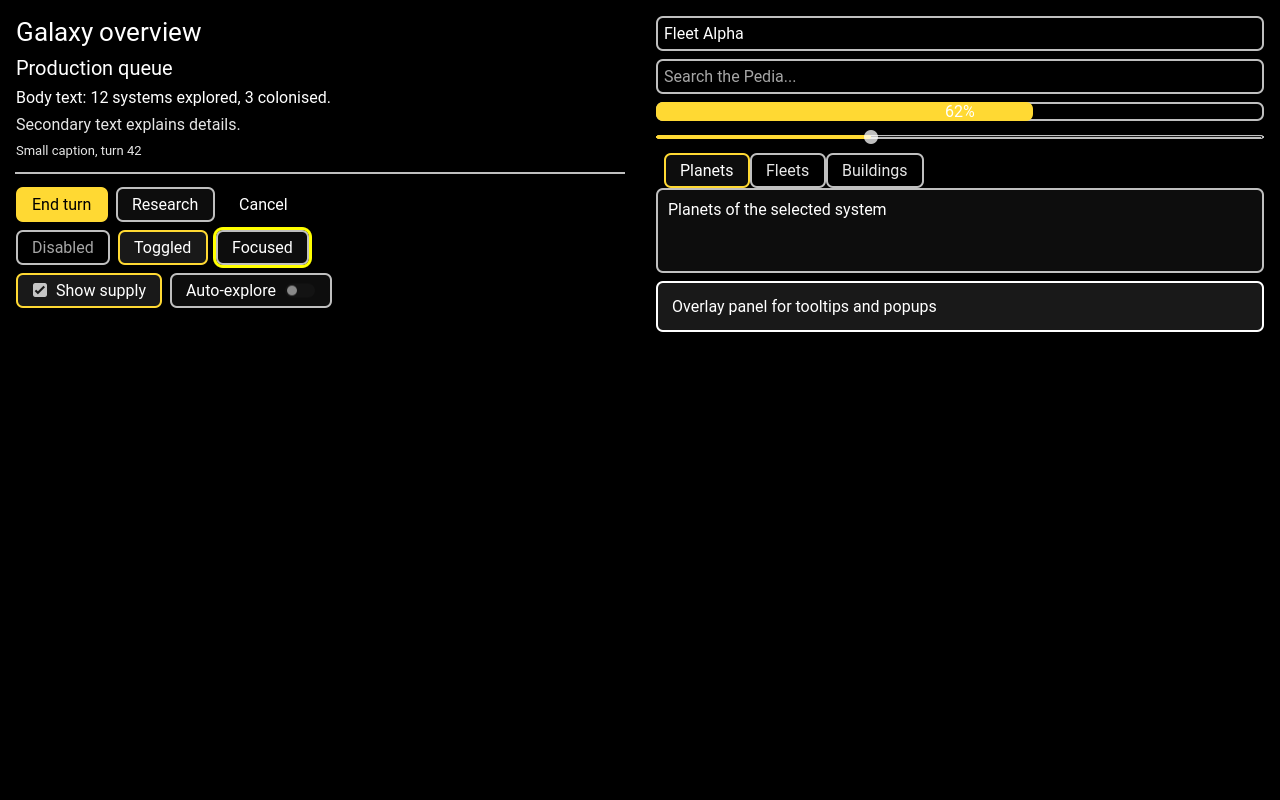 Galaxy overview
Production queue
Body text: 12 systems explored, 3 colonised.
Secondary text explains details.
Small caption, turn 42
End turn Research Cancel
Disabled Toggled Focused
Show supply Auto-explore
Fleet Alpha
Search the Pedia...
62%
Planets Fleets Buildings
Planets of the selected system
Overlay panel for tooltips and popups